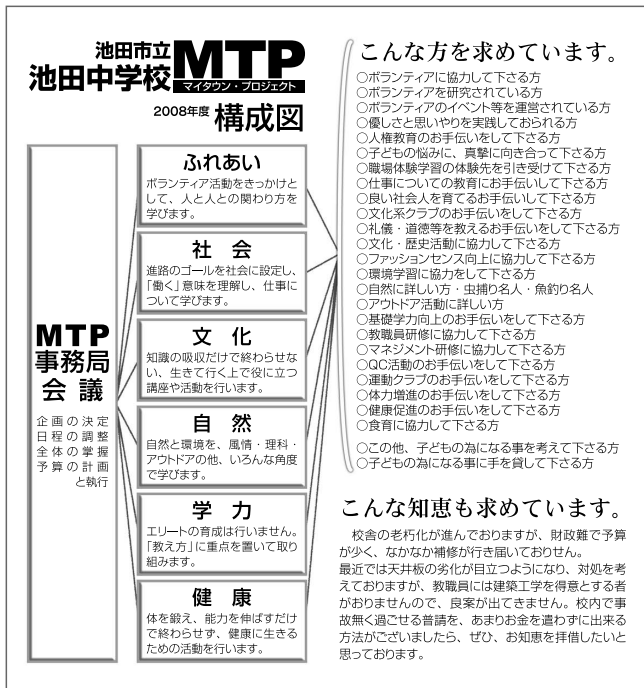 池田市立
池田中学校
MTP
マイタウン・プロジェクト
2008年度 構成図
MTP
事務局
会議
企画の決定
日程の調整
全体の掌握
予算の計画
と執行
ふれあい
ボランティア活動をきっかけと
して、人と人との関わり方を
学びます。
社会
進路のゴールを社会に設定し、
「働く」意味を理解し、仕事に
ついて学びます。
文化
知識の吸収だけで終わらせな
い、生きて行く上で役に立つ
講座や活動を行います。
自然
自然と環境を、風情・理科・
アウトドアの他、いろんな角度
で学びます。
学力
エリートの育成は行いません。
「教え方」に重点を置いて取り
組みます。
健康
体を鍛え、能力を伸ばすだけ
で終わらせず、健康に生きる
ための活動を行います。
こんな方を求めています。
○ボランティアに協力して下さる方
○ボランティアを研究されている方
○ボランティアのイベント等を運営されている方
○優しさと思いやりを実践しておられる方
○人権教育のお手伝いをして下さる方
○子どもの悩みに、真摯に向き合って下さる方
○職場体験学習の体験先を引き受けて下さる方
○仕事についての教育にお手伝いして下さる方
○良い社会人を育てるお手伝いして下さる方
○文化系クラブのお手伝いをして下さる方
○礼儀・道徳等を教えるお手伝いをして下さる方
○文化・歴史活動に協力して下さる方
○ファッションセンス向上に協力して下さる方
○環境学習に協力をして下さる方
○自然に詳しい方・虫捕り名人・魚釣り名人
○アウトドア活動に詳しい方
○基礎学力向上のお手伝いをして下さる方
○教職員研修に協力して下さる方
○マネジメント研修に協力して下さる方
○QC活動のお手伝いをして下さる方
○運動クラブのお手伝いをして下さる方
○体力増進のお手伝いをして下さる方
○健康促進のお手伝いをして下さる方
○食育に協力して下さる方
○この他、子どもの為になる事を考えて下さる方
○子どもの為になる事に手を貸して下さる方
こんな知恵も求めています。
校舎の老朽化が進んでおりますが、財政難で予算
が少く、なかなか補修が行き届いておりせん。
最近では天井板の劣化が目立つようになり、対処を考
えておりますが、教職員には建築工学を得意とする者
がおりませんので、良案が出てきません。校内で事
故無く過ごせる普請を、あまりお金を遣わずに出来る
方法がございましたら、ぜひ、お知恵を拝借したいと
思っております。